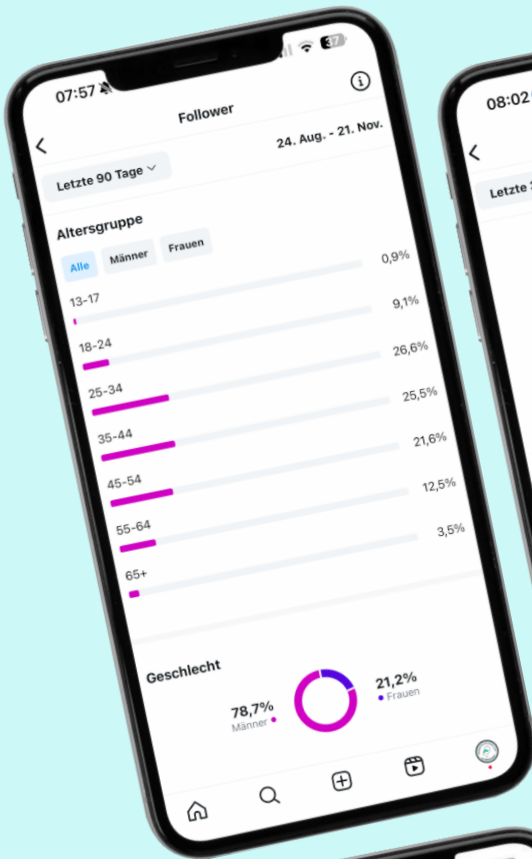 07:57
37
Follower
Letzte 90 Tage
24. Aug. - 21. Nov.
Altersgruppe
Alle
Männer
Frauen
13-17
0,9%
18-24
9,1%
25-34
26,6%
35-44
25,5%
45-54
21,6%
55-64
12,5%
65+
3,5%
Geschlecht
78,7%
Männer
21,2%
Frauen
08:02
Letzte